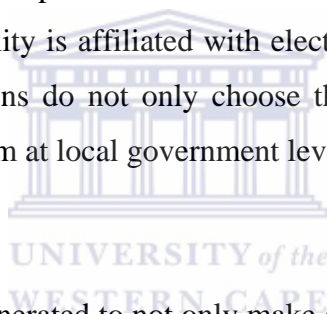 ity is affiliated with elect
ns do not only choose th
m at local government lev
UNIVERSITY of the
nerated to not only make
WESTERN CAPE